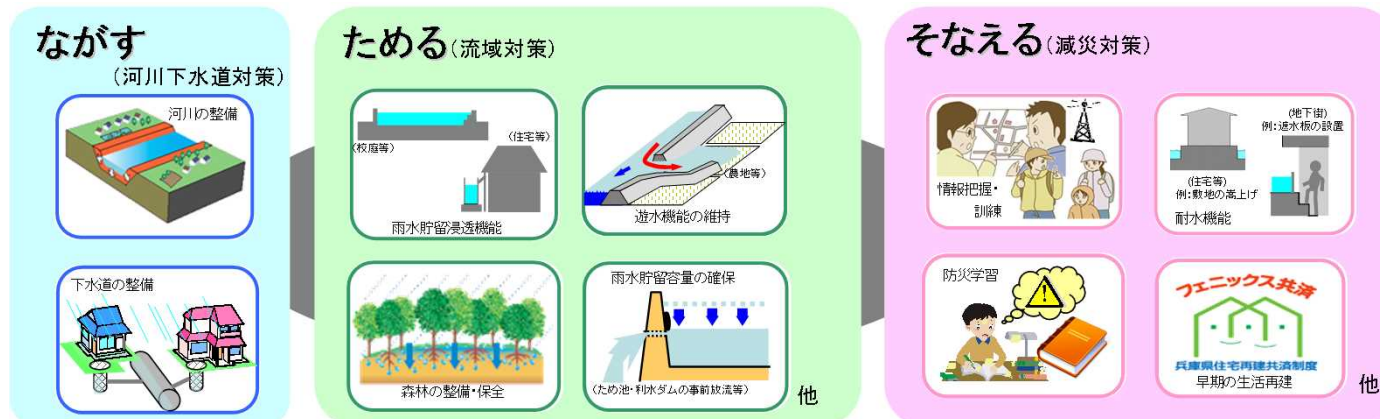 ながす
(河川下水道対策)
河川の整備
下水道の整備
ためる(流域対策)
(校庭等)
(住宅等)
雨水貯留浸透機能
(農地等)
遊水機能の維持
森林の整備・保全
雨水貯留容量の確保
(ため池・利水ダムの事前放流等)
他
そなえる(減災対策)
情報把握・
訓練
(地下街)
例:遮水板の設置
(住宅等)
例:敷地の嵩上げ
耐水機能
防災学習
フェニックス共済
兵庫県住宅再建共済制度
早期の生活再建
他